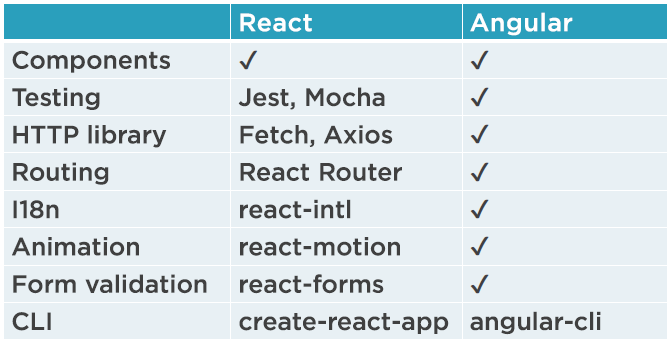 React Angular
Components ✓ ✓
Testing Jest, Mocha ✓
HTTP library Fetch, Axios ✓
Routing React Router ✓
I18n react-intl ✓
Animation react-motion ✓
Form validation react-forms ✓
CLI create-react-app angular-cli